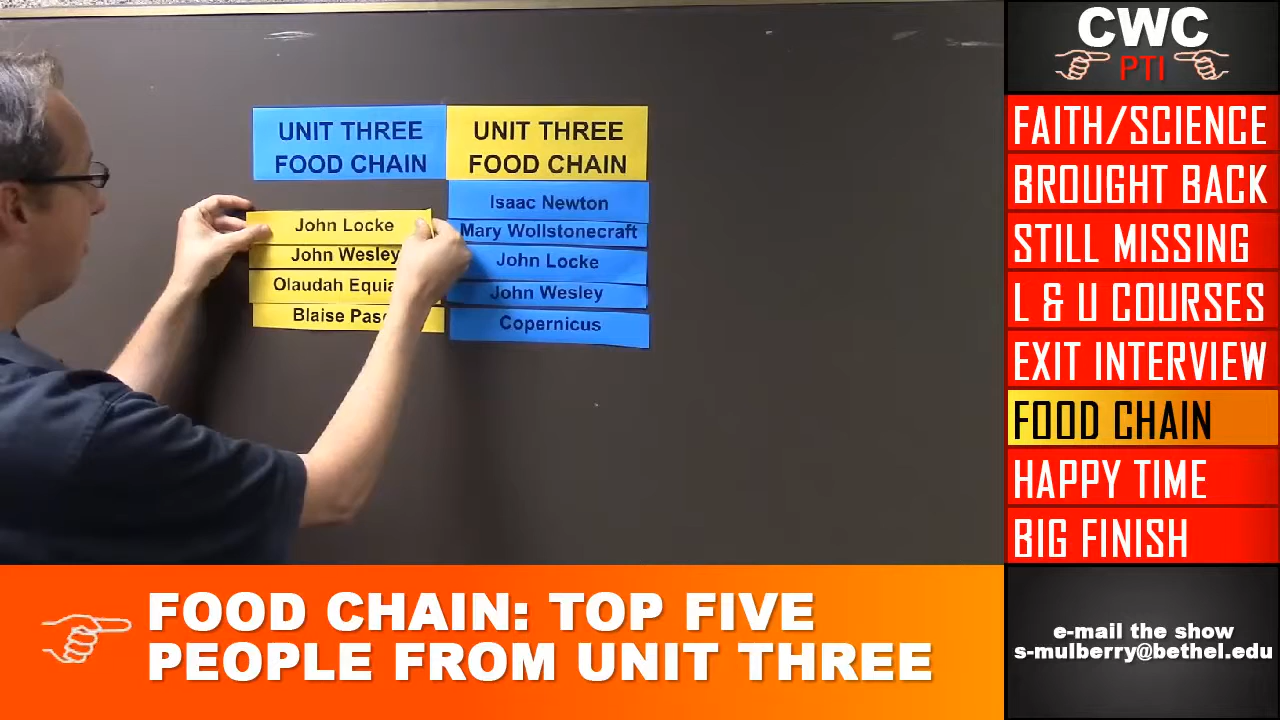 UNIT THREE
FOOD CHAIN
John Locke
John Wesley
Olaudah
Blaise
UNIT THREE
FOOD CHAIN
Isaac Newton
Mary Wollstonecraft
John Locke
John Wesley
Copernicus
CWC
PTI
FAITH/SCIENCE
BROUGHT BACK
STILL MISSING
L & U COURSES
EXIT INTERVIEW
FOOD CHAIN
HAPPY TIME
BIG FINISH
e-mail the show
s-mulberry@bethel.edu
FOOD CHAIN: TOP FIVE
PEOPLE FROM UNIT THREE